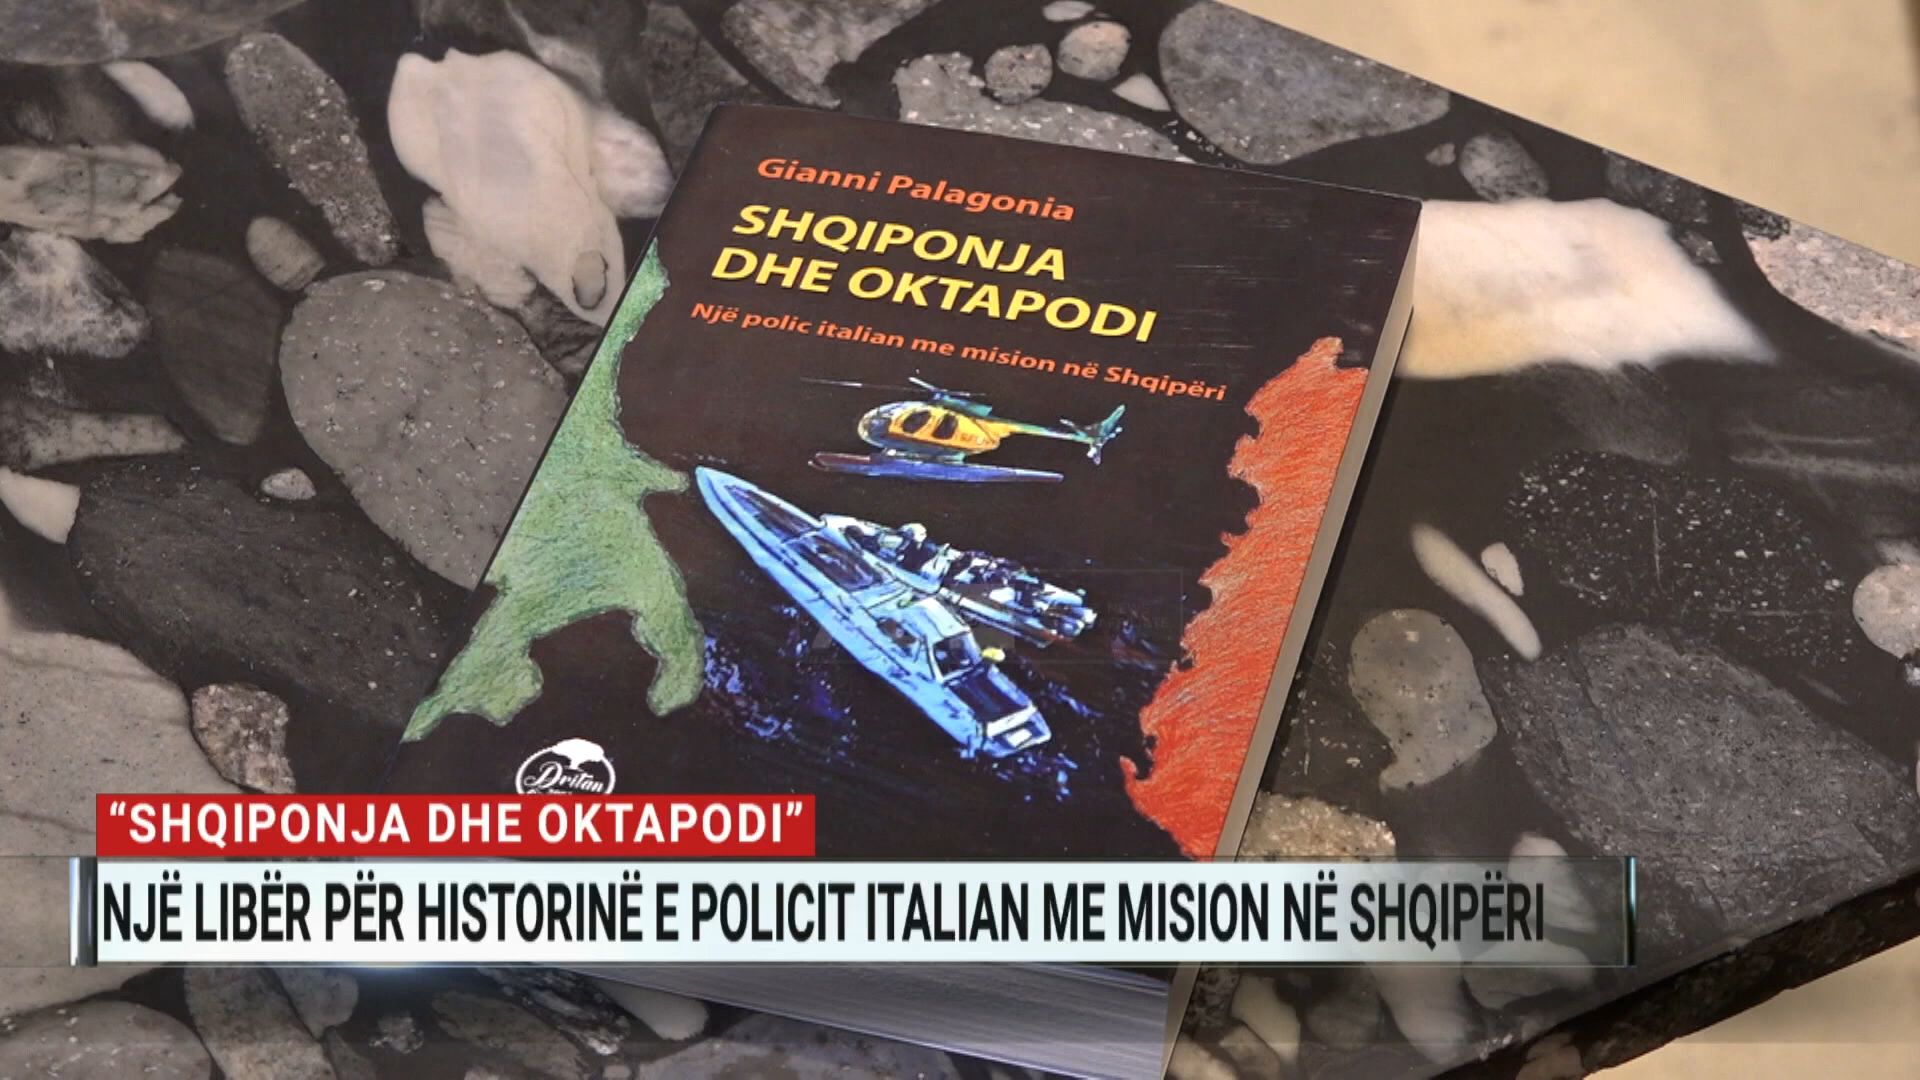 Gianni Palagonia
SHQIPONJA
DHE OKTAPODI
Një polic italian me mision në Shqipëri
Dritan
“SHQIPONJA DHE OKTAPODI”
NJË LIBËR PËR HISTORINË E POLICIT ITALIAN ME MISION NË SHQIPËRI